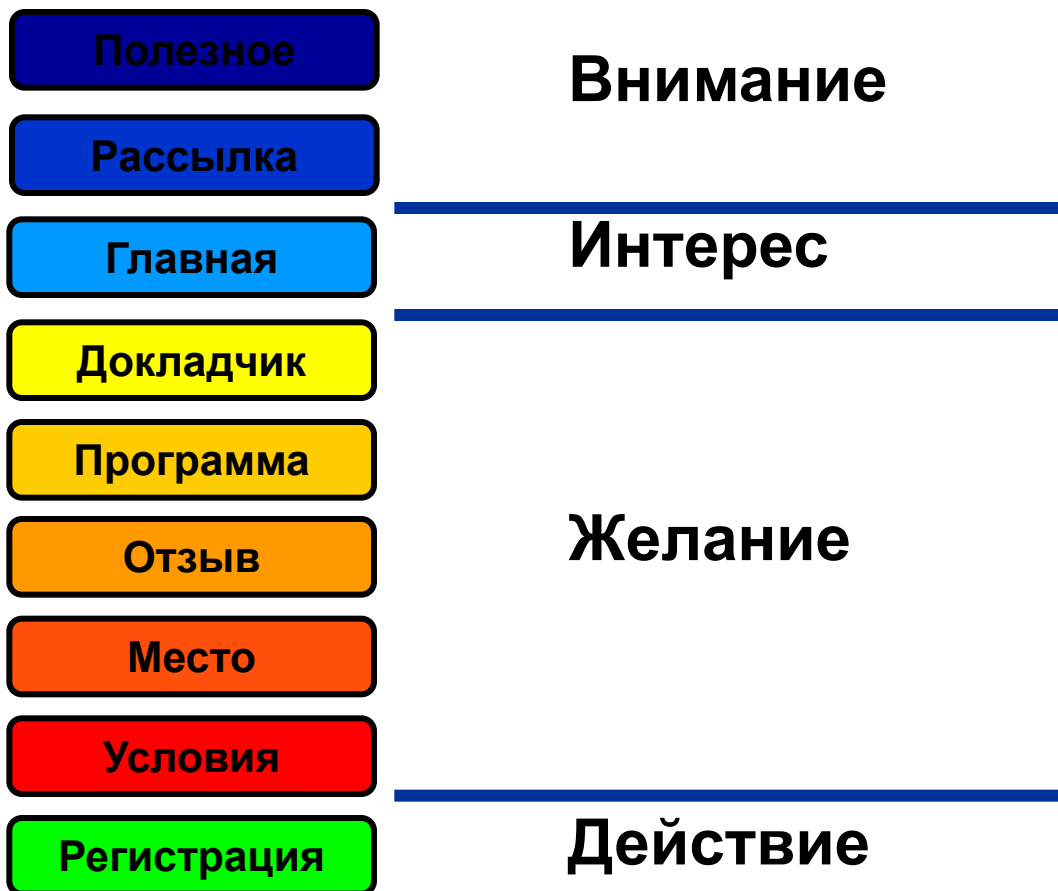 Полезное
Внимание
Рассылка
Главная
Интерес
Докладчик
Программа
Отзыв
Желание
Место
Условия
Регистрация
Действие